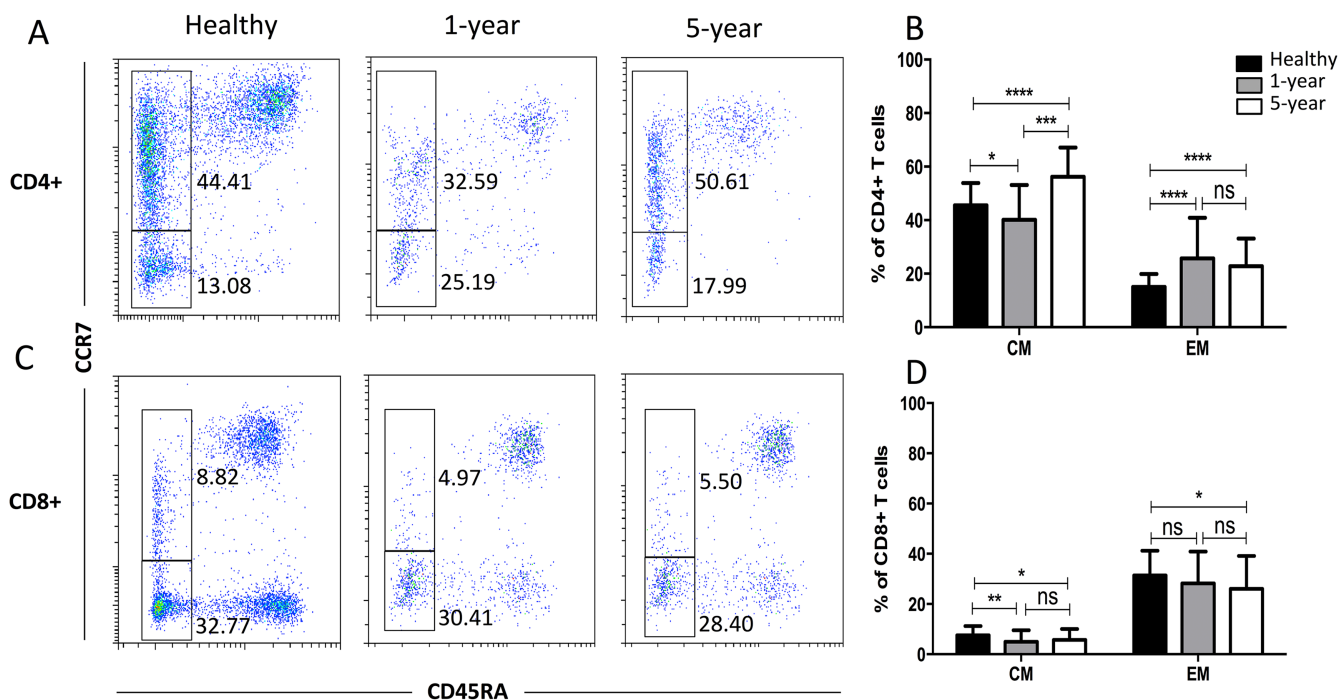 A
Healthy
1-year
5-year
CD4+
CCR7
44.41
13.08
32.59
25.19
50.61
17.99
B
% of CD4+ T cells
100
80
60
40
20
0
Healthy
1-year
5-year
****
***
*
****
****
ns
CM
EM
C
CD8+
8.82
32.77
4.97
30.41
5.50
28.40
CD45RA
D
% of CD8+ T cells
100
80
60
40
20
0
*
**
ns
*
ns
ns
CM
EM